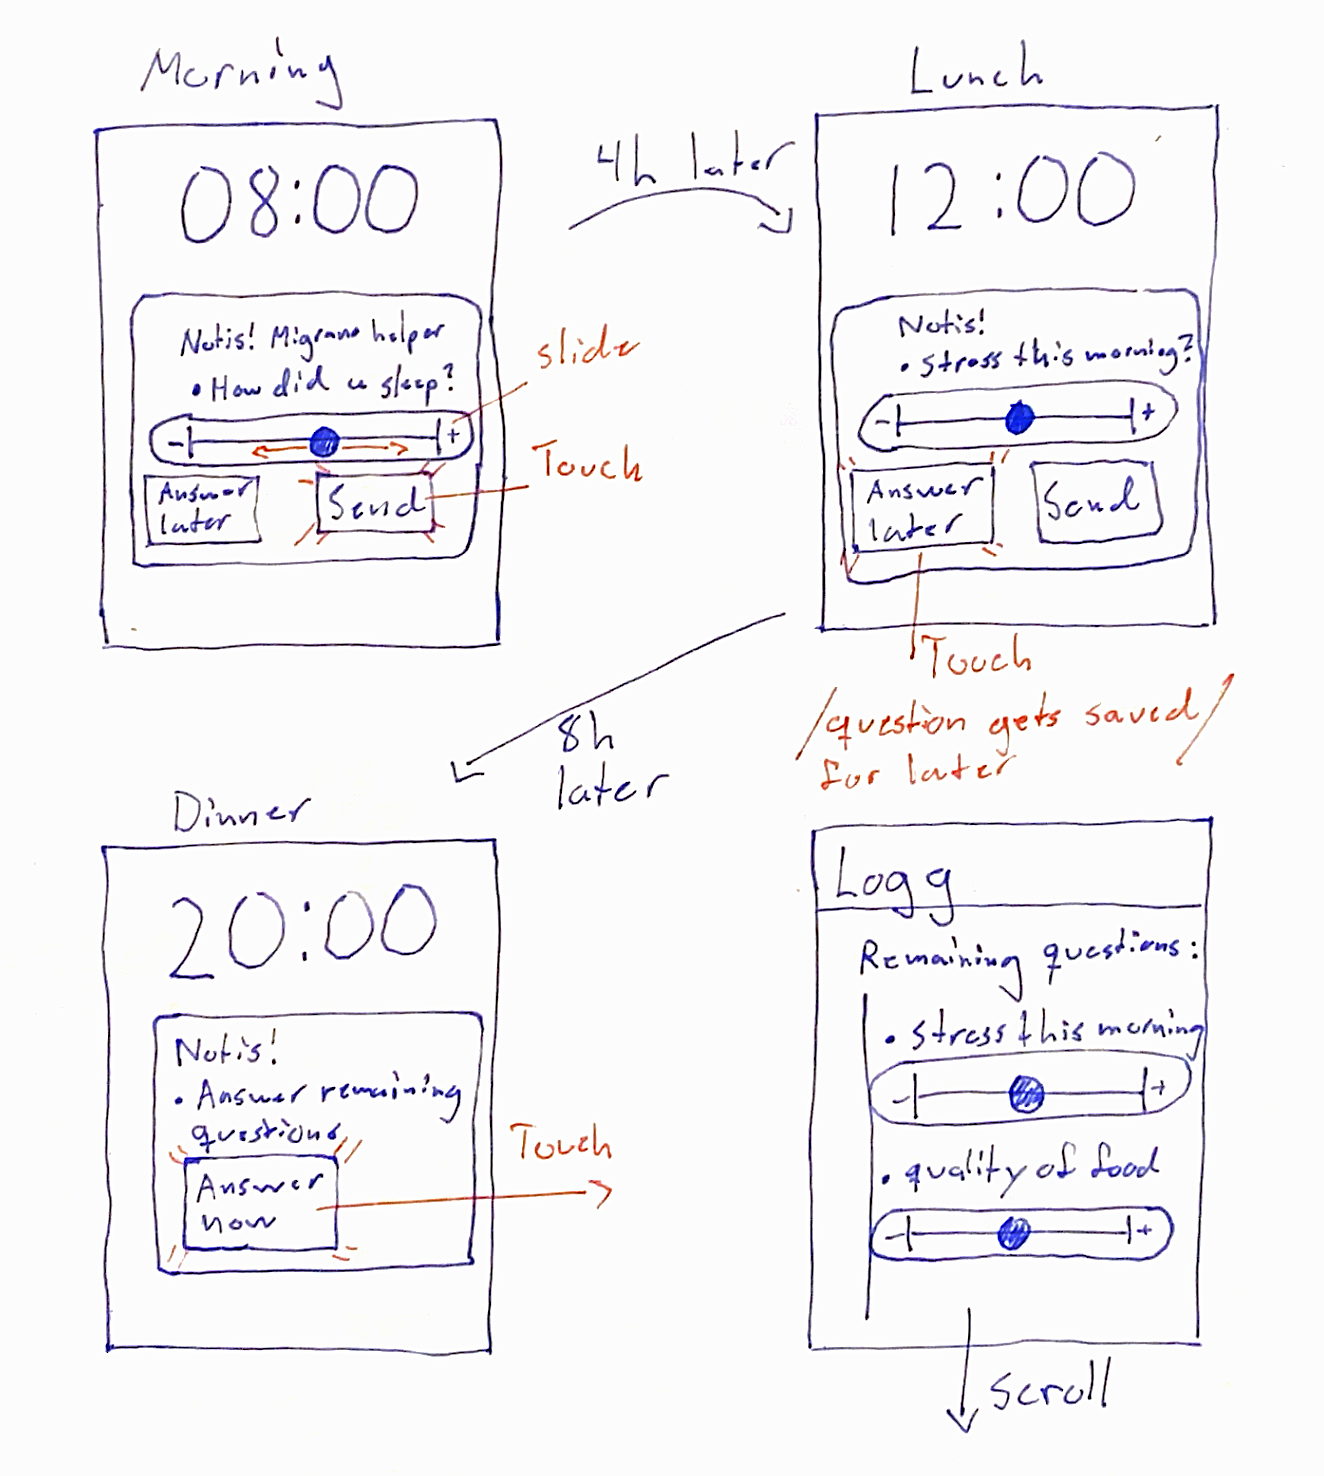 Morning
08:00
Notis! Migrane helper
• How did u sleep?
- +
Answer
later
Send
slide
Touch
4h later
Lunch
12:00
Notis!
• Stress this morning?
- +
Answer
later
Send
Touch
/question gets saved/
for later
8h
later
Dinner
20:00
Notis!
• Answer remaining
questions
Answer
now
Touch
Logg
Remaining questions:
• stress this morning
- +
• quality of food
- +
scroll